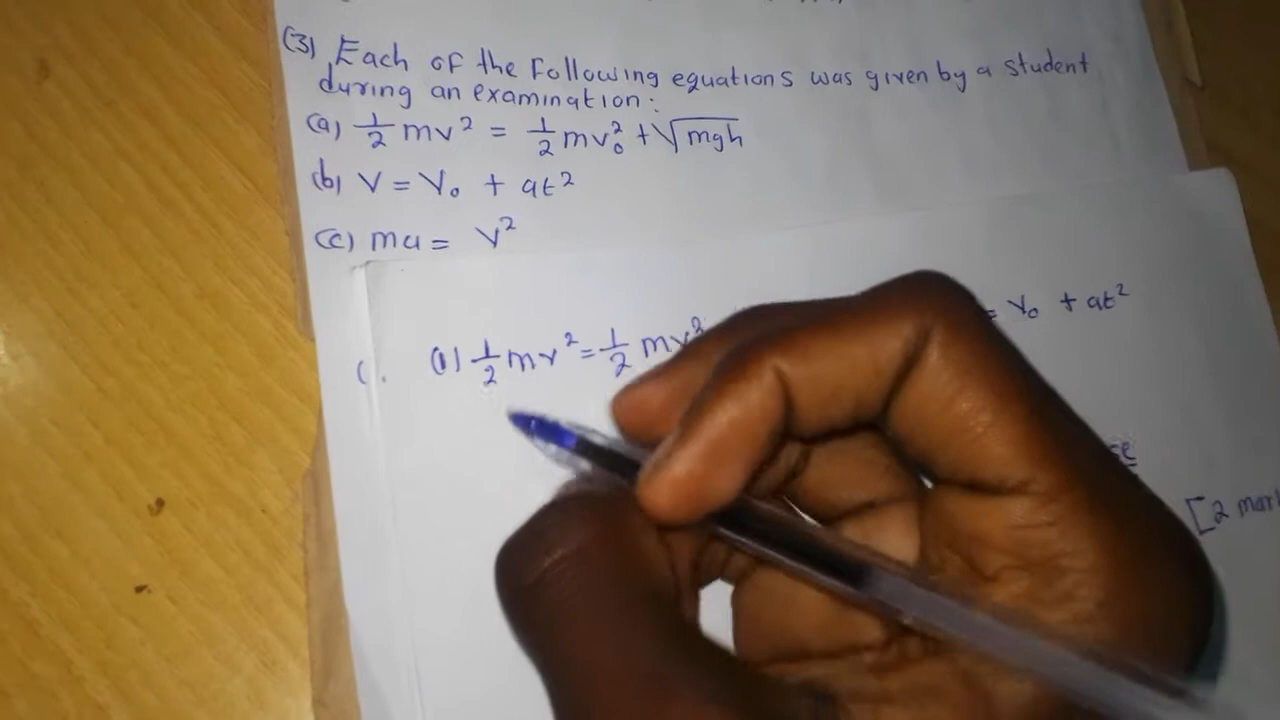 (3) Each of the following equations was given by a student
during an examination:
(a) 1/2 mv² = 1/2 mv₀² + √mgh
(b) v = v₀ + at²
(c) ma = v²
(a) 1/2 mv² = 1/2 mv²
= v₀ + at²
[2 mar